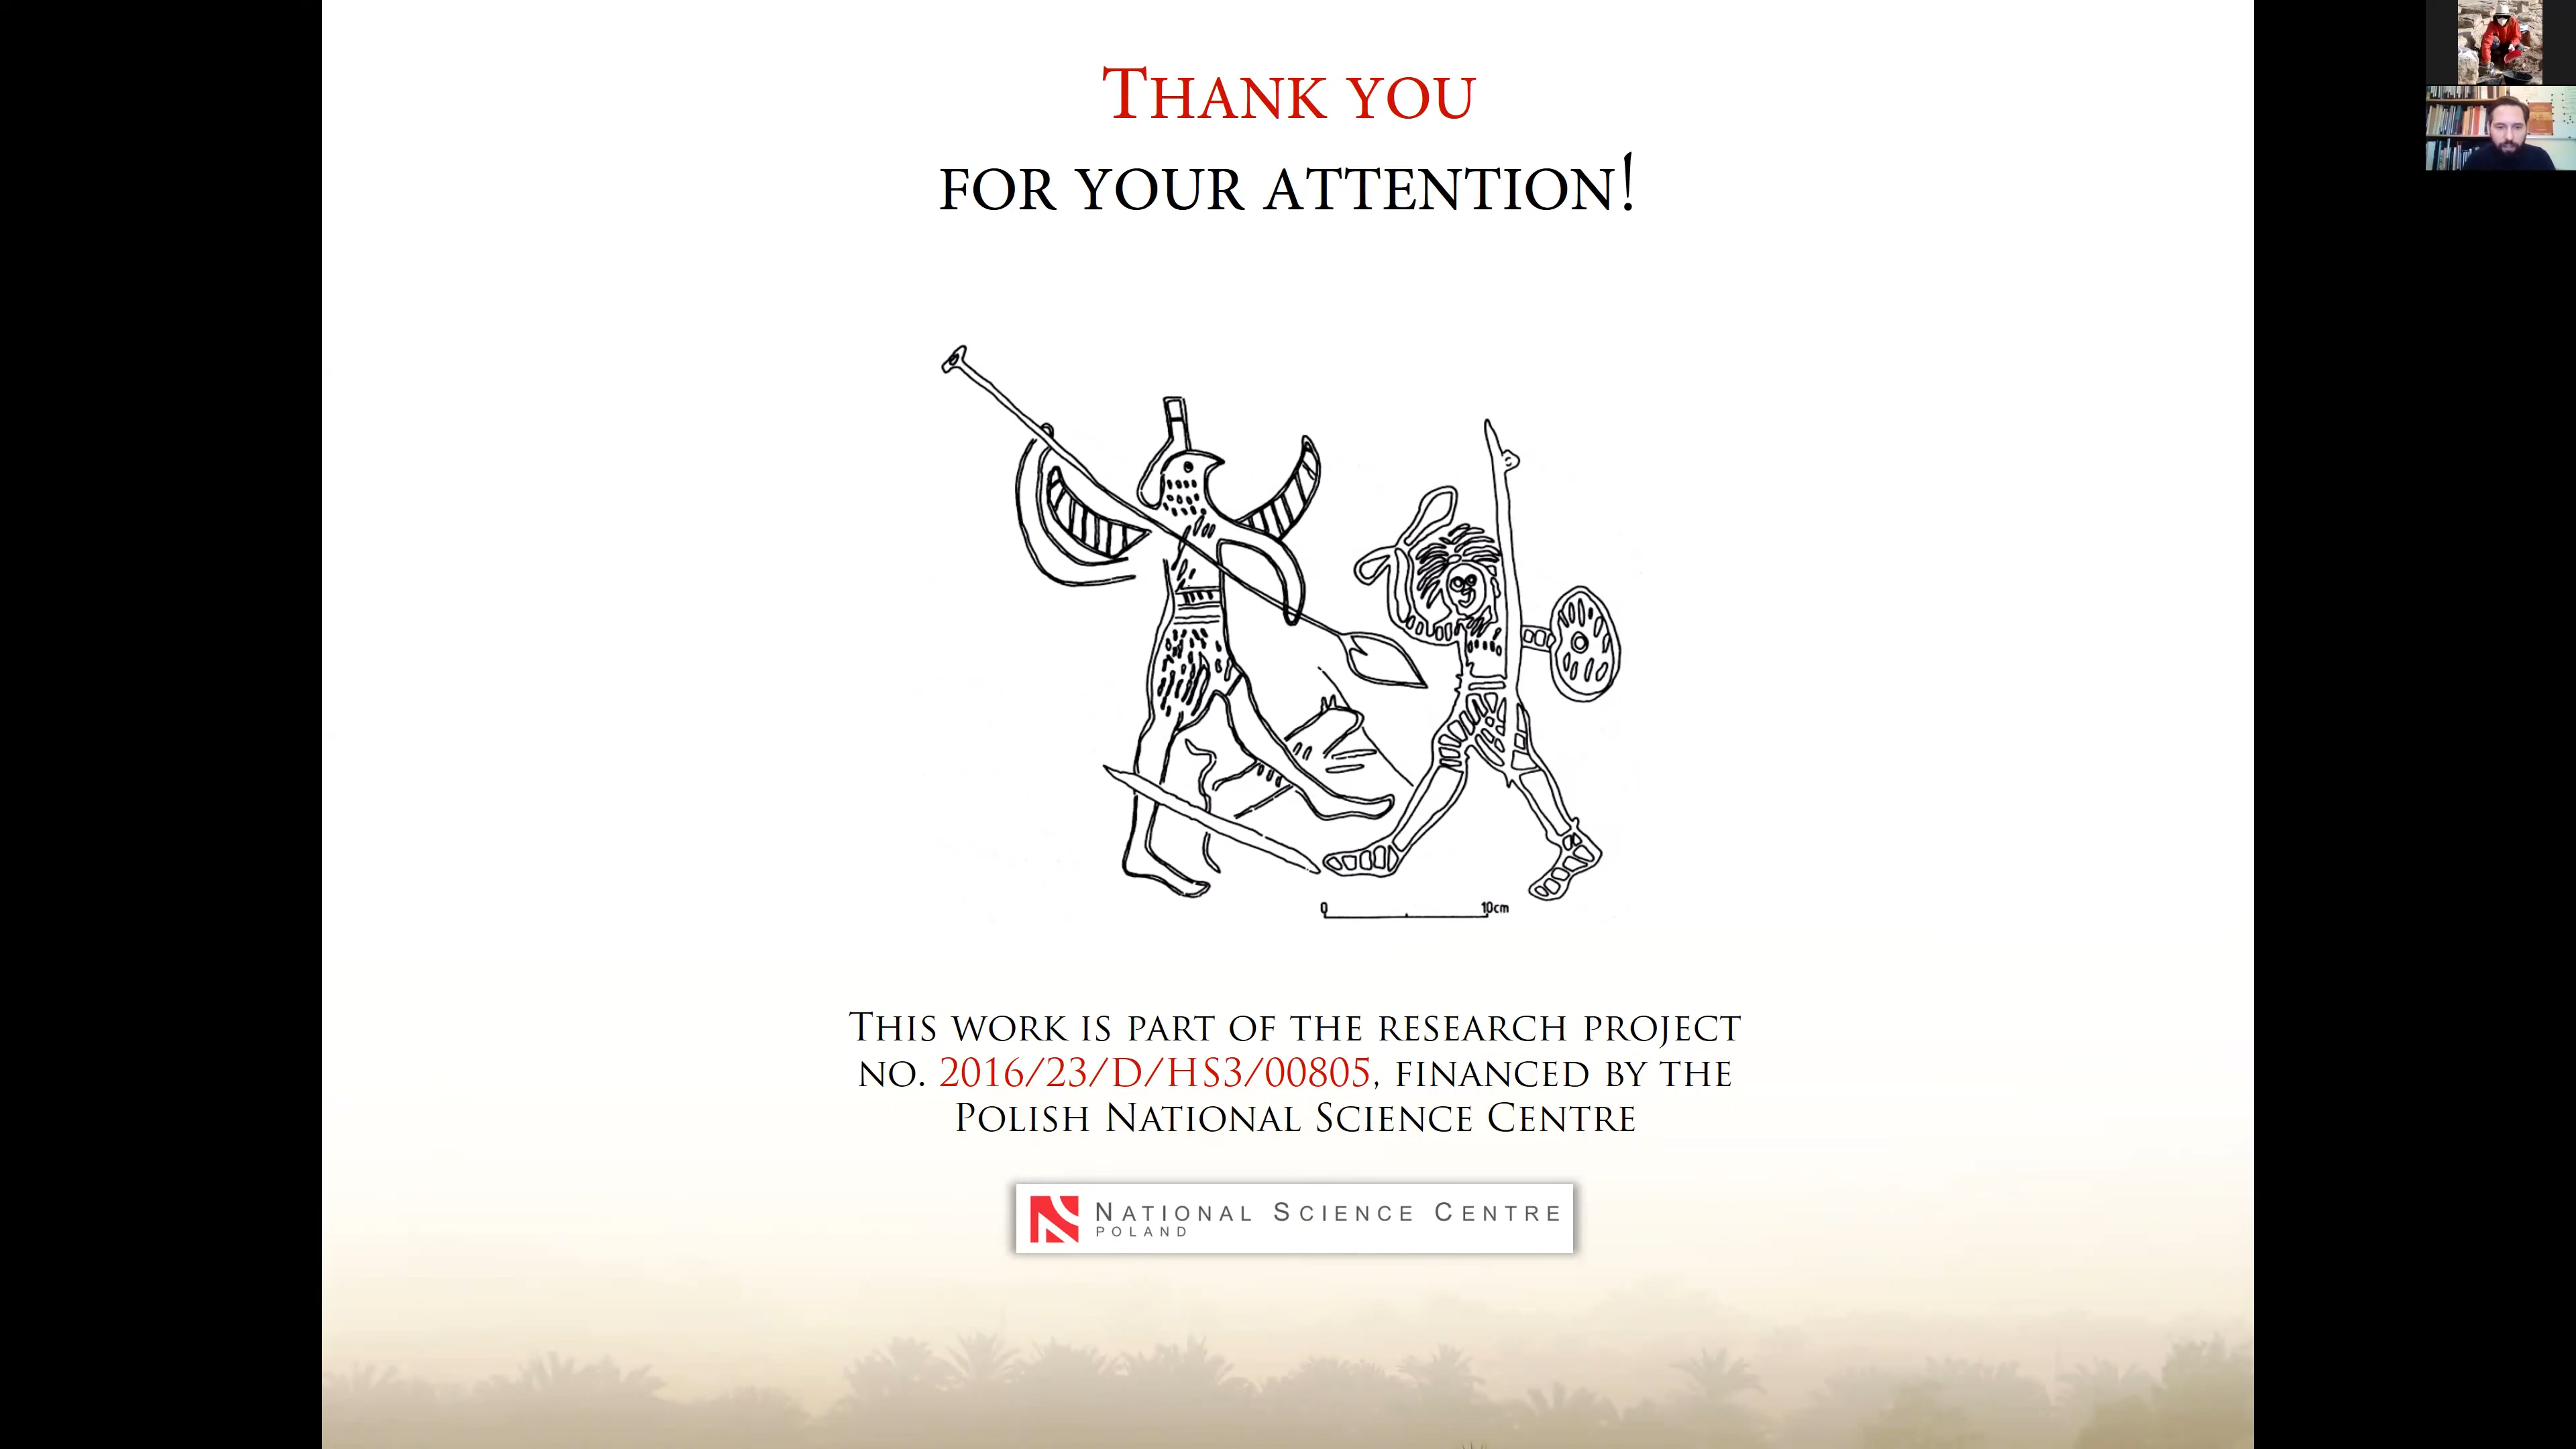 THANK YOU
FOR YOUR ATTENTION!
0 10cm
THIS WORK IS PART OF THE RESEARCH PROJECT
NO. 2016/23/D/HS3/00805, FINANCED BY THE
POLISH NATIONAL SCIENCE CENTRE
NATIONAL SCIENCE CENTRE
POLAND